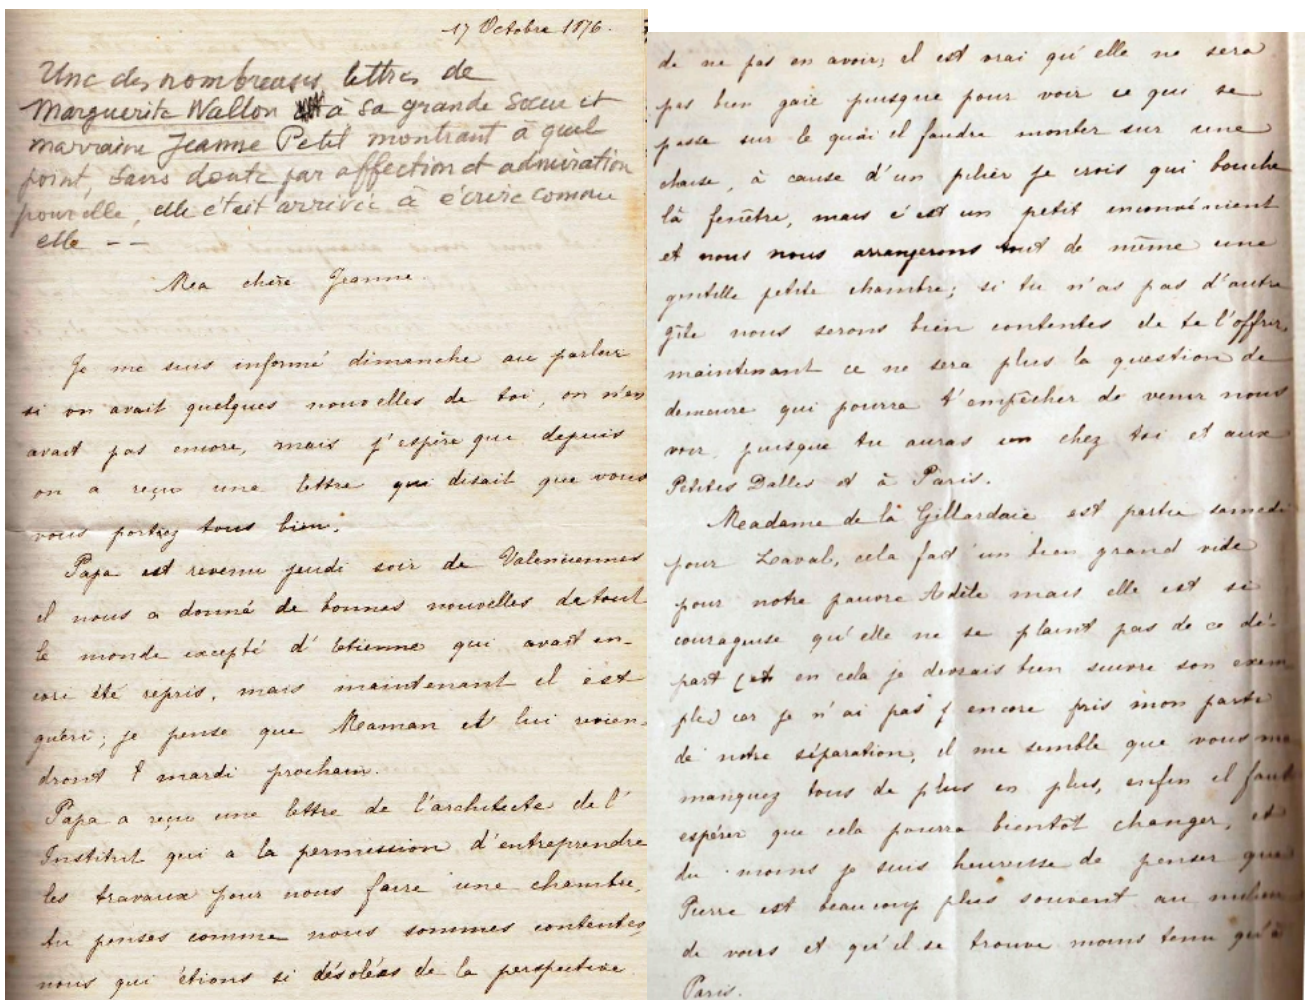 17 Octobre 1876.
Une des nombreuses lettres de
Marguerite Wallon à sa grande sœur et
marraine Jeanne Petit montrant à quel
point, sans doute par affection et admiration
pour elle, elle était arrivée à écrire comme
elle - -
Ma chère Jeanne.
Je me suis informé dimanche au parloir
si on avait quelques nouvelles de toi, on n'en
avait pas encore, mais j'espère que depuis
on a reçu une lettre qui disait que vous
vous portiez tous bien.
Papa est revenu jeudi soir de Valenciennes
il nous a donné de bonnes nouvelles de tout
le monde excepté d'Etienne qui avait en-
core été repris, mais maintenant il est
guéri; je pense que Maman et lui revien-
dront mardi prochain.
Papa a reçu une lettre de l'architecte de l'
Institut qui a la permission d'entreprendre
les travaux pour nous faire une chambre,
tu penses comme nous sommes contentes,
nous qui étions si désolées de la perspective
de ne pas en avoir; il est vrai qu'elle ne sera
pas bien gaie puisque pour voir ce qui se
passe sur le quai il faudra monter sur une
chaise, à cause d'un pilier je crois qui bouche
la fenêtre, mais c'est un petit inconvénient
et nous nous arrangerons tout de même une
gentille petite chambre; si tu n'as pas d'autre
gîte nous serons bien contentes de te l'offrir,
maintenant ce ne sera plus la question de
demeure qui pourra t'empêcher de venir nous
voir puisque tu auras un chez toi et aux
Petites Dalles et à Paris.
Madame de la Gillardaie est partie samedi
pour Laval, cela fait un bien grand vide
pour notre pauvre Adèle mais elle est si
courageuse qu'elle ne se plaint pas de ce dé-
part (et en cela je devrais bien suivre son exem
ple) car je n'ai pas encore pris mon parti
de notre séparation, il me semble que vous me
manquez tous de plus en plus, enfin il faut
espérer que cela pourra bientôt changer, et
du moins je suis heureuse de penser que
Pierre est beaucoup plus souvent au milieu
de vous et qu'il se trouve moins tenu qu'à
Paris.